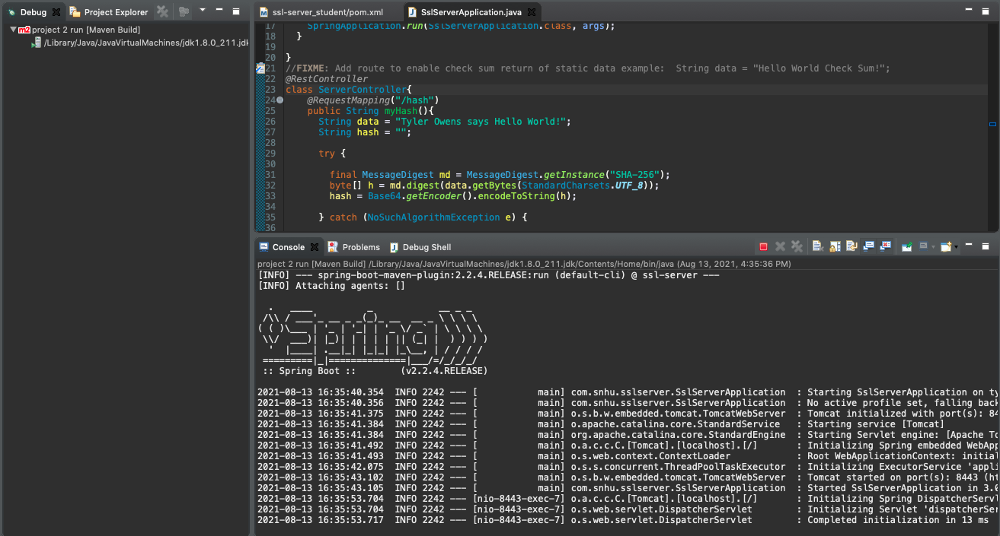 Debug
Project Explorer
project 2 run [Maven Build]
/Library/Java/JavaVirtualMachines/jdk1.8.0_211.jdk
ssl-server_student/pom.xml
SslServerApplication.java
17 SpringApplication.run(SslServerApplication.class, args);
18 }
19
20 }
21 //FIXME: Add route to enable check sum return of static data example:  String data = "Hello World Check Sum!";
22 @RestController
23 class ServerController{
24 @RequestMapping("/hash")
25 public String myHash(){
26 String data = "Tyler Owens says Hello World!";
27 String hash = "";
28
29 try {
30
31 final MessageDigest md = MessageDigest.getInstance("SHA-256");
32 byte[] h = md.digest(data.getBytes(StandardCharsets.UTF_8));
33 hash = Base64.getEncoder().encodeToString(h);
34
35 } catch (NoSuchAlgorithmException e) {
36
Console
Problems
Debug Shell
project 2 run [Maven Build] /Library/Java/JavaVirtualMachines/jdk1.8.0_211.jdk/Contents/Home/bin/java (Aug 13, 2021, 4:35:36 PM)
[INFO] --- spring-boot-maven-plugin:2.2.4.RELEASE:run (default-cli) @ ssl-server ---
[INFO] Attaching agents: []
:: Spring Boot ::        (v2.2.4.RELEASE)
2021-08-13 16:35:40.354  INFO 2242 --- [           main] com.snhu.sslserver.SslServerApplication  : Starting SslServerApplication on ty
2021-08-13 16:35:40.356  INFO 2242 --- [           main] com.snhu.sslserver.SslServerApplication  : No active profile set, falling back
2021-08-13 16:35:41.375  INFO 2242 --- [           main] o.s.b.w.embedded.tomcat.TomcatWebServer  : Tomcat initialized with port(s): 84
2021-08-13 16:35:41.384  INFO 2242 --- [           main] o.apache.catalina.core.StandardService   : Starting service [Tomcat]
2021-08-13 16:35:41.384  INFO 2242 --- [           main] org.apache.catalina.core.StandardEngine  : Starting Servlet engine: [Apache To
2021-08-13 16:35:41.492  INFO 2242 --- [           main] o.a.c.c.C.[Tomcat].[localhost].[/]       : Initializing Spring embedded WebApp
2021-08-13 16:35:41.493  INFO 2242 --- [           main] o.s.web.context.ContextLoader            : Root WebApplicationContext: initial
2021-08-13 16:35:42.075  INFO 2242 --- [           main] o.s.s.concurrent.ThreadPoolTaskExecutor  : Initializing ExecutorService 'appli
2021-08-13 16:35:43.102  INFO 2242 --- [           main] o.s.b.w.embedded.tomcat.TomcatWebServer  : Tomcat started on port(s): 8443 (ht
2021-08-13 16:35:43.105  INFO 2242 --- [           main] com.snhu.sslserver.SslServerApplication  : Started SslServerApplication in 3.0
2021-08-13 16:35:53.704  INFO 2242 --- [nio-8443-exec-7] o.a.c.c.C.[Tomcat].[localhost].[/]       : Initializing Spring DispatcherServl
2021-08-13 16:35:53.704  INFO 2242 --- [nio-8443-exec-7] o.s.web.servlet.DispatcherServlet        : Initializing Servlet 'dispatcherSer
2021-08-13 16:35:53.717  INFO 2242 --- [nio-8443-exec-7] o.s.web.servlet.DispatcherServlet        : Completed initialization in 13 ms